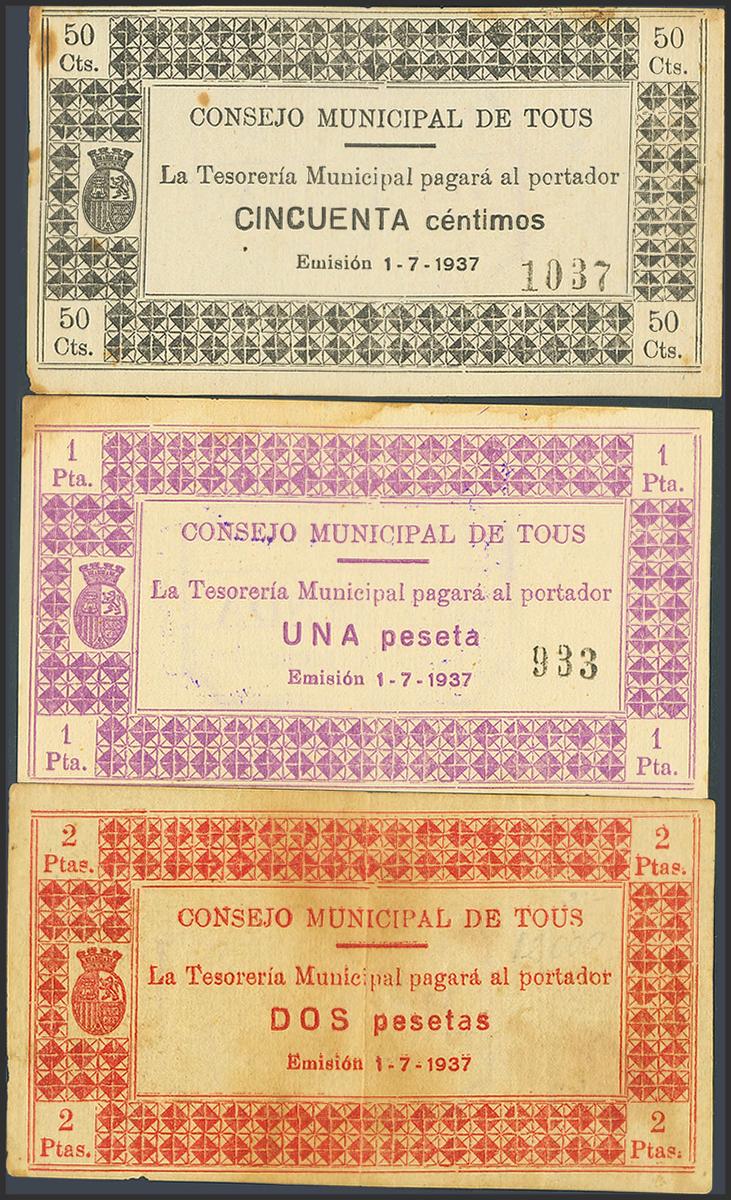 50 Cts.
50 Cts.
CONSEJO MUNICIPAL DE TOUS
La Tesorería Municipal pagará al portador
CINCUENTA céntimos
Emisión 1-7-1937
1037
50 Cts.
50 Cts.
1 Pta.
1 Pta.
CONSEJO MUNICIPAL DE TOUS
La Tesorería Municipal pagará al portador
UNA peseta
Emisión 1-7-1937
933
1 Pta.
1 Pta.
2 Ptas.
2 Ptas.
CONSEJO MUNICIPAL DE TOUS
La Tesorería Municipal pagará al portador
DOS pesetas
Emisión 1-7-1937
2 Ptas.
2 Ptas.